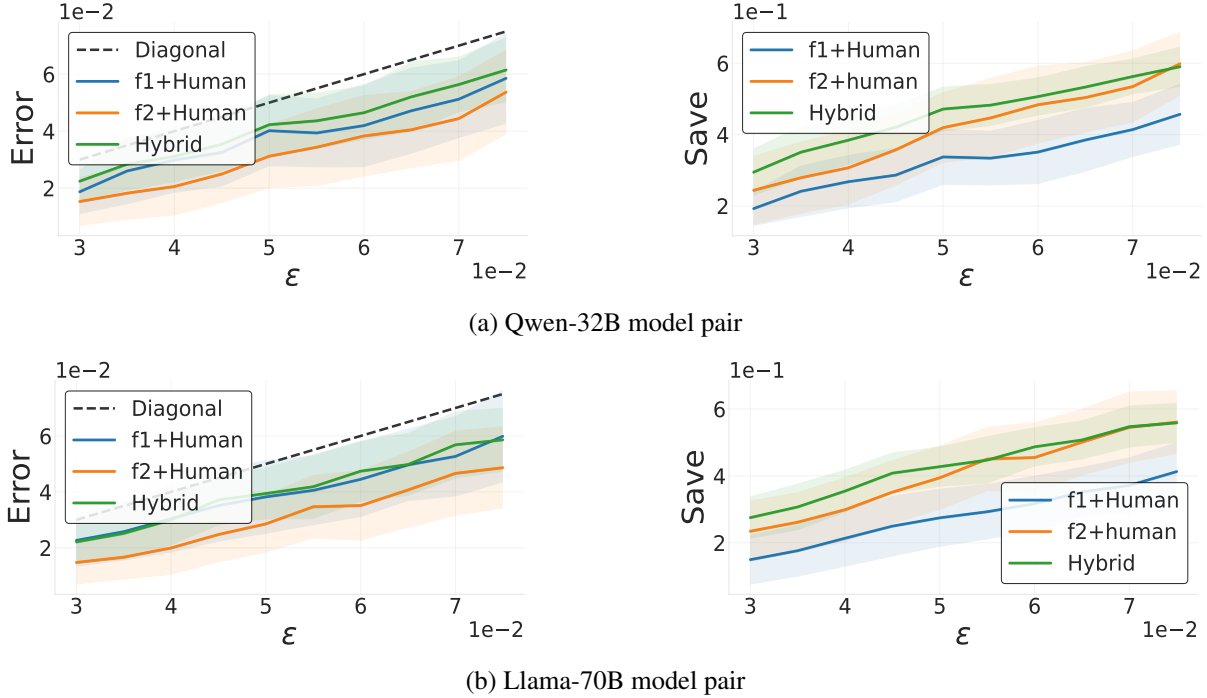 1e−2
Error
6
4
2
Diagonal
f1+Human
f2+Human
Hybrid
3 4 5 6 7
1e−2
ε
1e−1
Save
6
4
2
f1+Human
f2+human
Hybrid
3 4 5 6 7
1e−2
ε
(a) Qwen-32B model pair
1e−2
Error
6
4
2
Diagonal
f1+Human
f2+Human
Hybrid
3 4 5 6 7
1e−2
ε
1e−1
Save
6
4
2
f1+Human
f2+human
Hybrid
3 4 5 6 7
1e−2
ε
(b) Llama-70B model pair